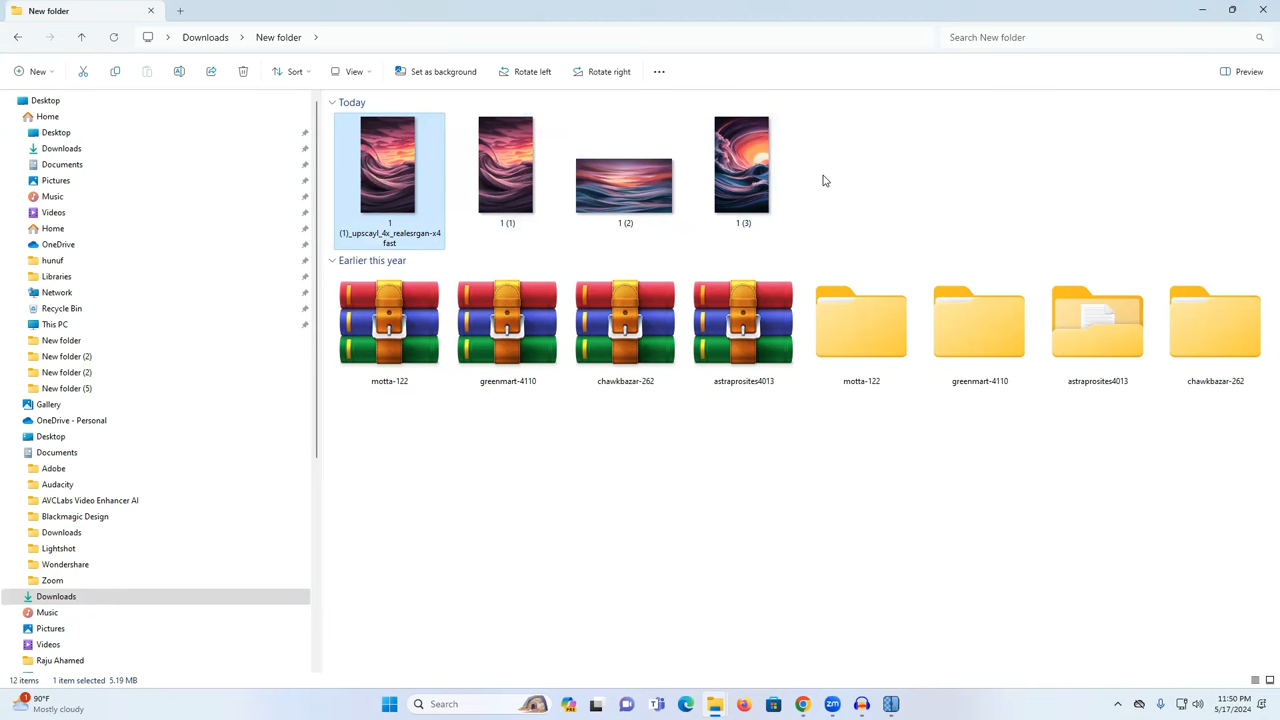 New folder
Downloads
New folder
Search New folder
New
Sort
View
Set as background
Rotate left
Rotate right
Preview
Desktop
Home
Desktop
Downloads
Documents
Pictures
Music
Videos
Home
OneDrive
hunuf
Libraries
Network
Recycle Bin
This PC
New folder
New folder (2)
New folder (2)
New folder (5)
Gallery
OneDrive - Personal
Desktop
Documents
Adobe
Audacity
AVCLabs Video Enhancer AI
Blackmagic Design
Downloads
Lightshot
Wondershare
Zoom
Downloads
Music
Pictures
Videos
Raju Ahamed
Today
1
(1)_upscayl_4x_realesrgan-x4
fast
1 (1)
1 (2)
1 (3)
Earlier this year
motta-122
greenmart-4110
chawkbazar-262
astraprosites4013
motta-122
greenmart-4110
astraprosites4013
chawkbazar-262
12 items
1 item selected 5.19 MB
1
90°F
Mostly cloudy
Search
PRE
zm
11:50 PM
5/17/2024